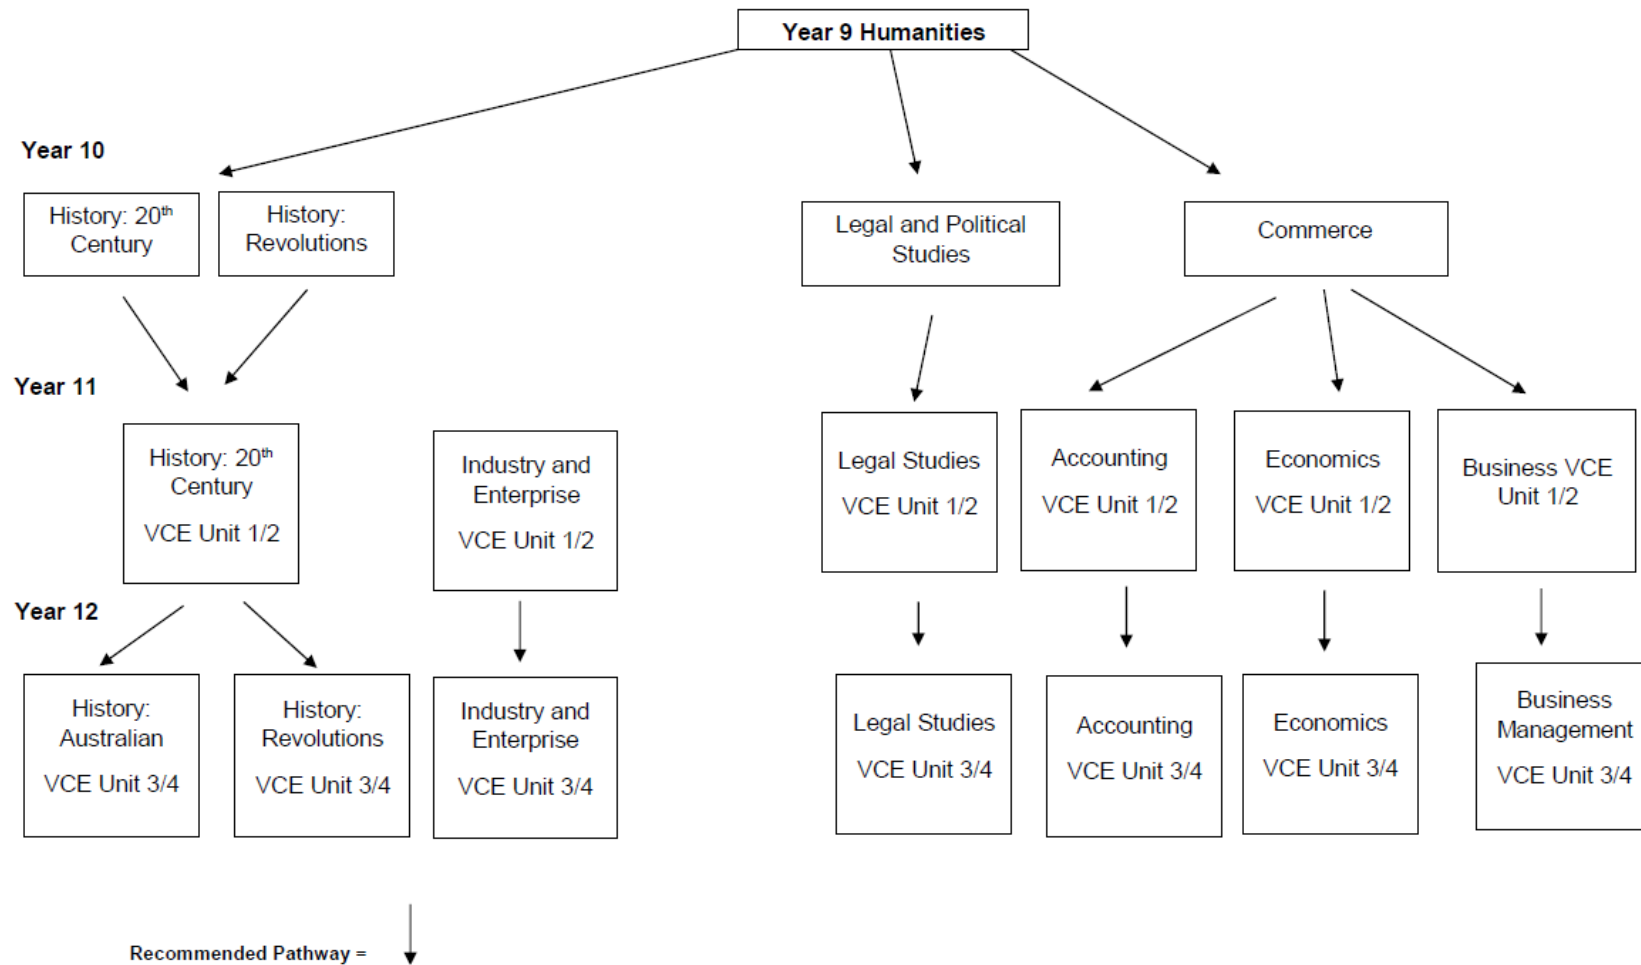 Year 9 Humanities
Year 10
History: 20th
Century
History:
Revolutions
Legal and Political
Studies
Commerce
Year 11
History: 20th
Century
VCE Unit 1/2
Industry and
Enterprise
VCE Unit 1/2
Legal Studies
VCE Unit 1/2
Accounting
VCE Unit 1/2
Economics
VCE Unit 1/2
Business VCE
Unit 1/2
Year 12
History:
Australian
VCE Unit 3/4
History:
Revolutions
VCE Unit 3/4
Industry and
Enterprise
VCE Unit 3/4
Legal Studies
VCE Unit 3/4
Accounting
VCE Unit 3/4
Economics
VCE Unit 3/4
Business
Management
VCE Unit 3/4
Recommended Pathway =